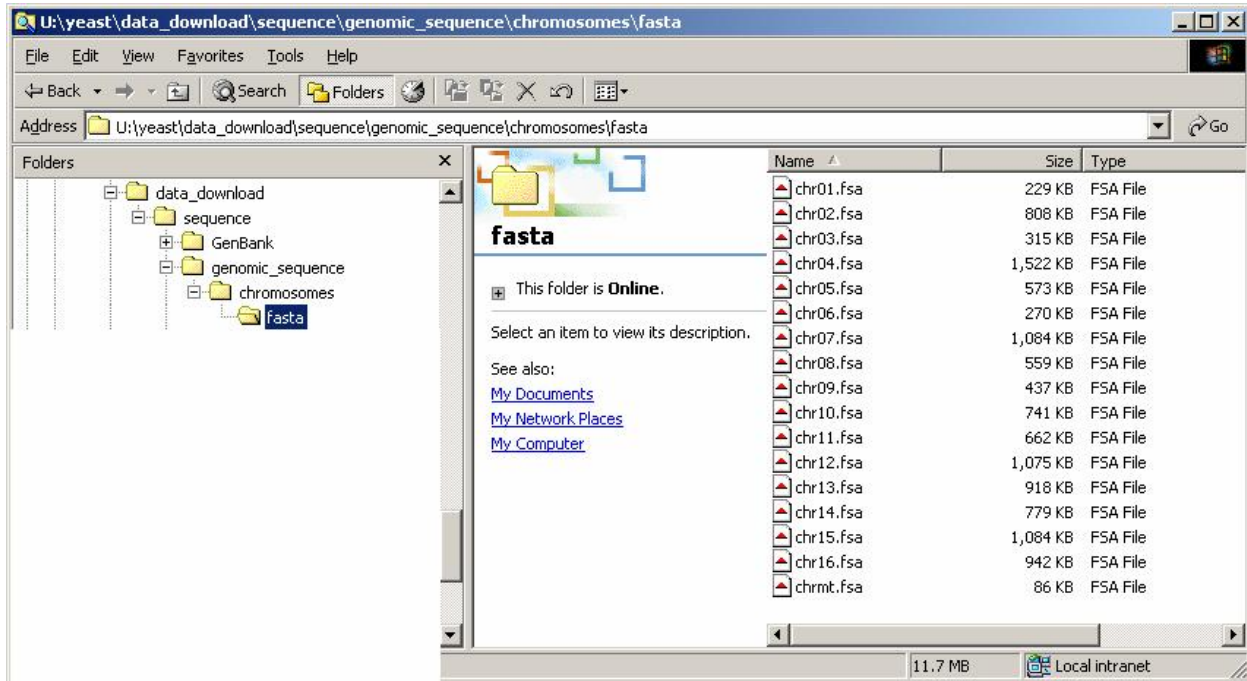 U:\yeast\data_download\sequence\genomic_sequence\chromosomes\fasta
File Edit View Favorites Tools Help
Back Search Folders
Address U:\yeast\data_download\sequence\genomic_sequence\chromosomes\fasta Go
Folders
data_download
sequence
GenBank
genomic_sequence
chromosomes
fasta
fasta
This folder is Online.
Select an item to view its description.
See also:
My Documents
My Network Places
My Computer
Name Size Type
chr01.fsa 229 KB FSA File
chr02.fsa 808 KB FSA File
chr03.fsa 315 KB FSA File
chr04.fsa 1,522 KB FSA File
chr05.fsa 573 KB FSA File
chr06.fsa 270 KB FSA File
chr07.fsa 1,084 KB FSA File
chr08.fsa 559 KB FSA File
chr09.fsa 437 KB FSA File
chr10.fsa 741 KB FSA File
chr11.fsa 662 KB FSA File
chr12.fsa 1,075 KB FSA File
chr13.fsa 918 KB FSA File
chr14.fsa 779 KB FSA File
chr15.fsa 1,084 KB FSA File
chr16.fsa 942 KB FSA File
chrmt.fsa 86 KB FSA File
11.7 MB Local intranet